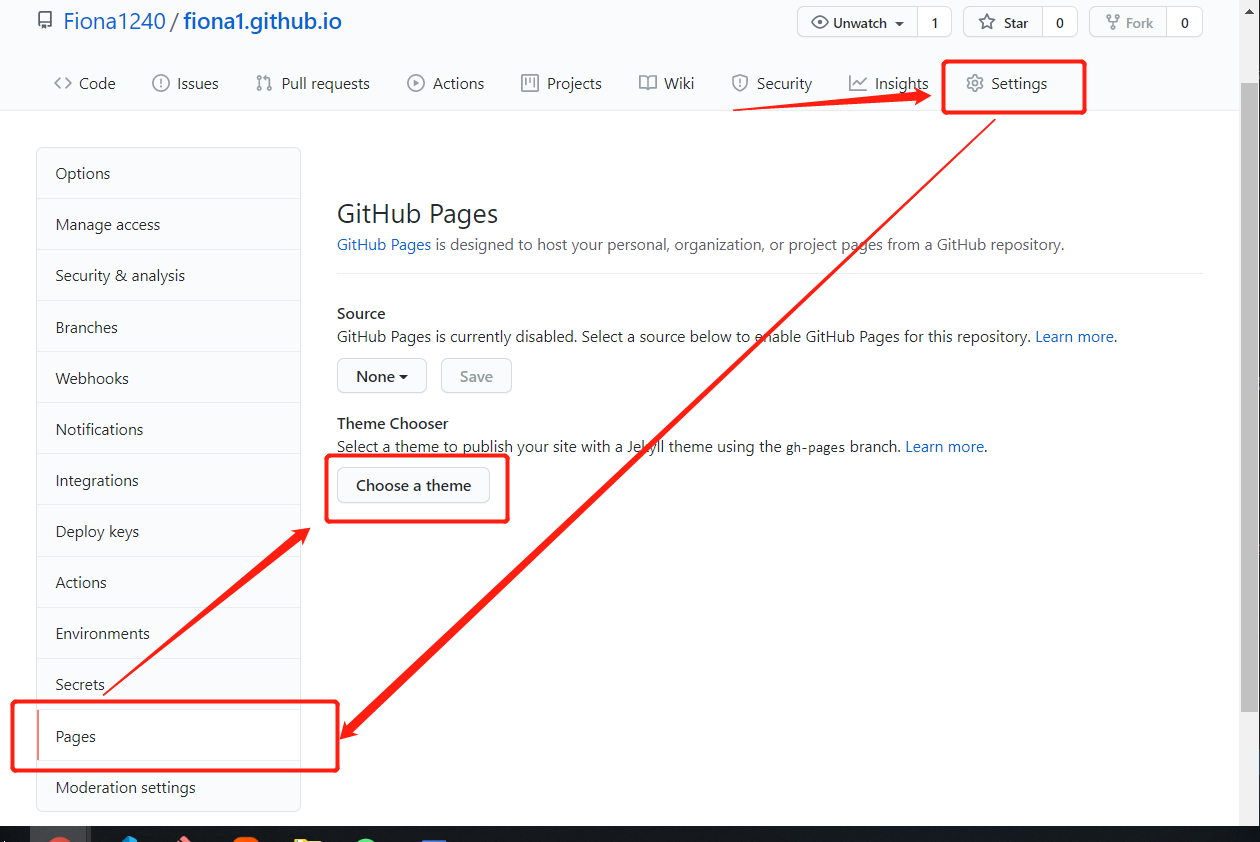 Fiona1240 / fiona1.github.io
Unwatch 1 Star 0 Fork 0
Code Issues Pull requests Actions Projects Wiki Security Insights Settings
Options
Manage access
Security & analysis
Branches
Webhooks
Notifications
Integrations
Deploy keys
Actions
Environments
Secrets
Pages
Moderation settings
GitHub Pages
GitHub Pages is designed to host your personal, organization, or project pages from a GitHub repository.
Source
GitHub Pages is currently disabled. Select a source below to enable GitHub Pages for this repository. Learn more.
None Save
Theme Chooser
Select a theme to publish your site with a Jekyll theme using the gh-pages branch. Learn more.
Choose a theme